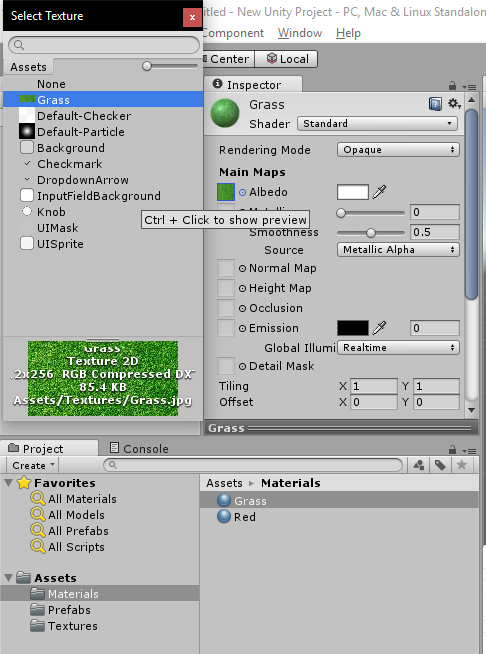 Select Texture
x
Assets
None
Grass
Default-Checker
Default-Particle
Background
Checkmark
DropdownArrow
InputFieldBackground
Knob
UIMask
UISprite
Grass
Texture 2D
2x256 RGB Compressed DX
85.4 KB
Assets/Textures/Grass.jpg
titled - New Unity Project - PC, Mac & Linux Standalon
Component Window Help
Center Local
Inspector
Grass
Shader Standard
Rendering Mode Opaque
Main Maps
Albedo
Ctrl + Click to show preview
0
Smoothness 0.5
Source Metallic Alpha
Normal Map
Height Map
Occlusion
Emission 0
Global Illumi Realtime
Detail Mask
Tiling X 1 Y 1
Offset X 0 Y 0
Grass
Project Console
Create
Favorites
All Materials
All Models
All Prefabs
All Scripts
Assets
Materials
Prefabs
Textures
Assets Materials
Grass
Red